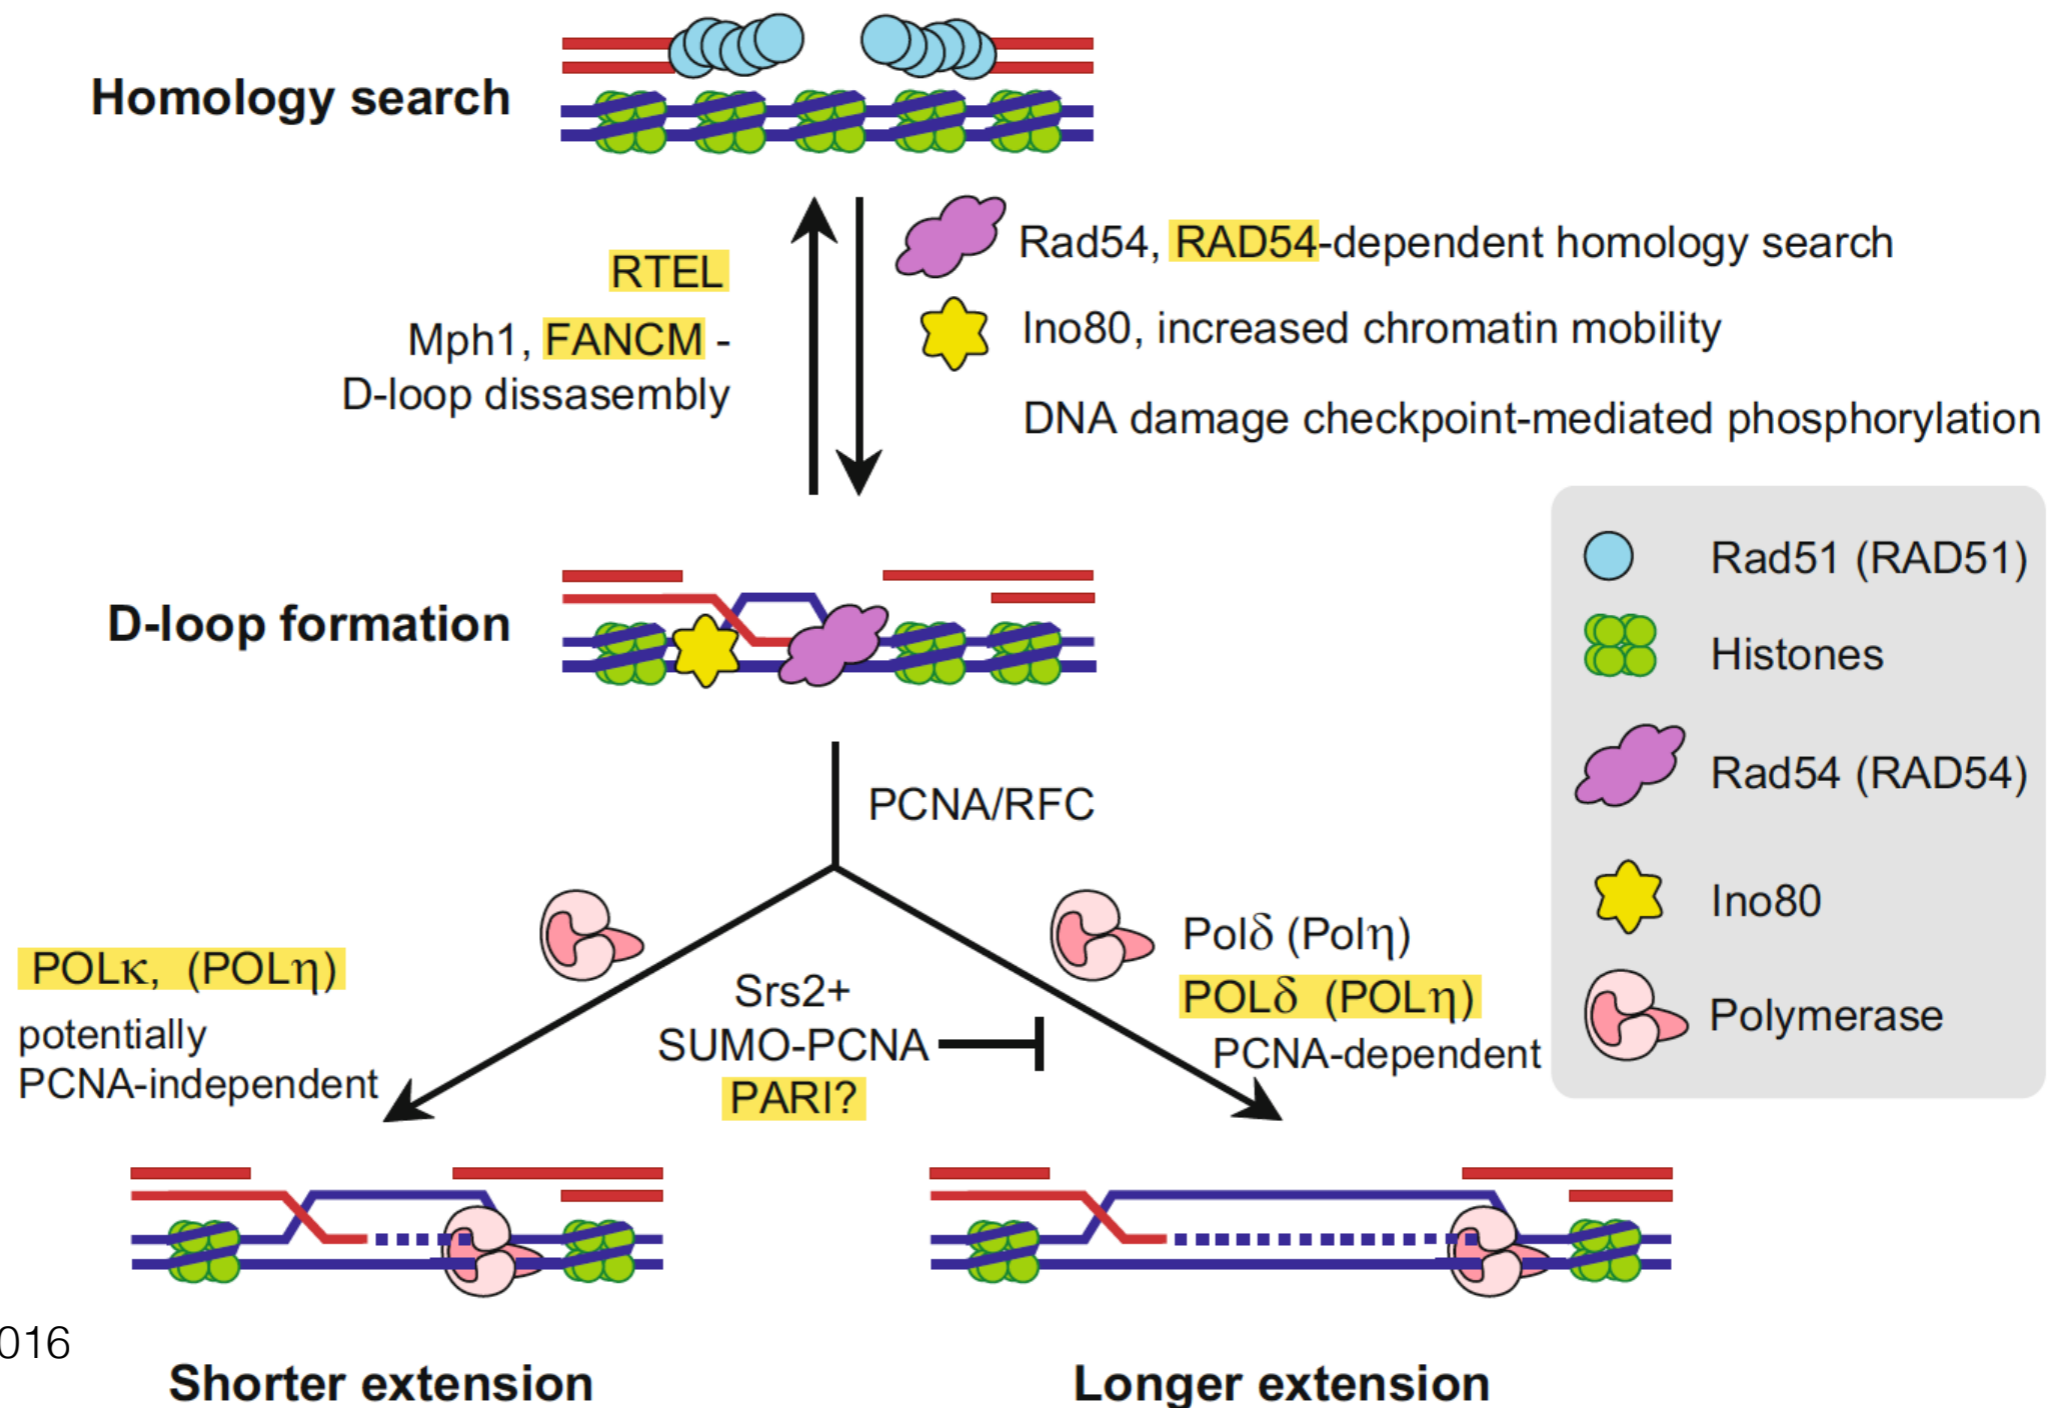 Homology search
RTEL
Mph1, FANCM -
D-loop dissasembly
Rad54, RAD54-dependent homology search
Ino80, increased chromatin mobility
DNA damage checkpoint-mediated phosphorylation
D-loop formation
Rad51 (RAD51)
Histones
Rad54 (RAD54)
Ino80
Polymerase
PCNA/RFC
POLκ, (POLη)
potentially
PCNA-independent
Srs2+
SUMO-PCNA
PARI?
Polδ (Polη)
POLδ (POLη)
PCNA-dependent
016
Shorter extension
Longer extension